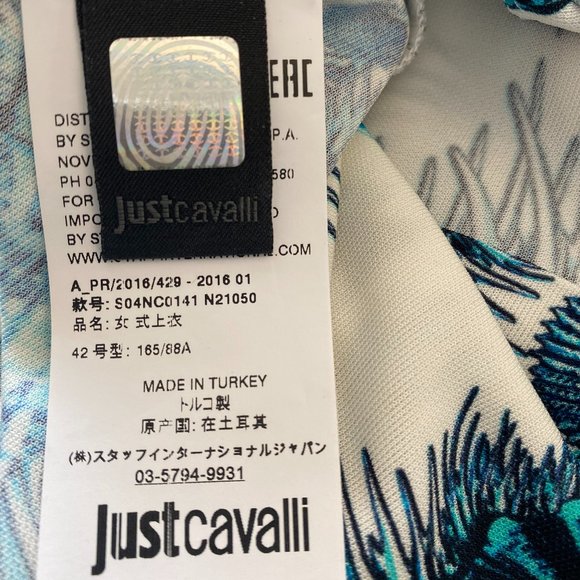 EAC
DIST
BY S P.A.
NOV
PH 0 580
FOR
IMPO
BY S
WWW.
Justcavalli
A_PR/2016/429 - 2016 01
款号: S04NC0141 N21050
品名: 女 式上衣
42 号型: 165/88A
MADE IN TURKEY
トルコ製
原产国: 在土耳其
(株)スタッフインターナショナルジャパン
03-5794-9931
Justcavalli